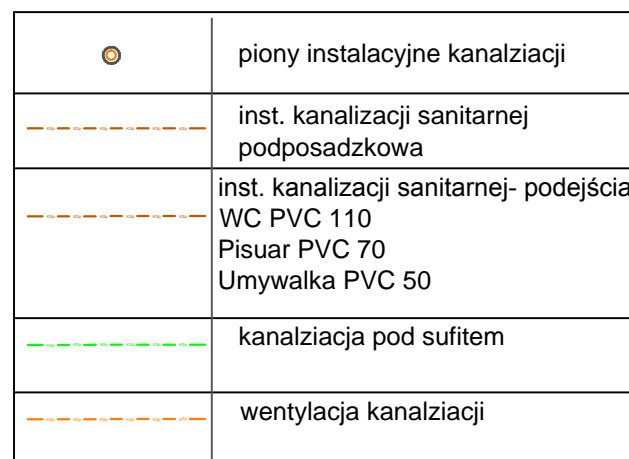 piony instalacyjne kanalziacji
inst. kanalizacji sanitarnej
podposadzkowa
inst. kanalizacji sanitarnej- podejścia
WC PVC 110
Pisuar PVC 70
Umywalka PVC 50
kanalziacja pod sufitem
wentylacja kanalziacji